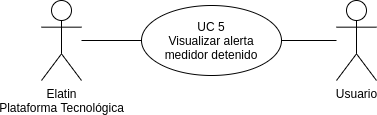 UC 5
Visualizar alerta
medidor detenido
Elatin
Plataforma Tecnológica
Usuario